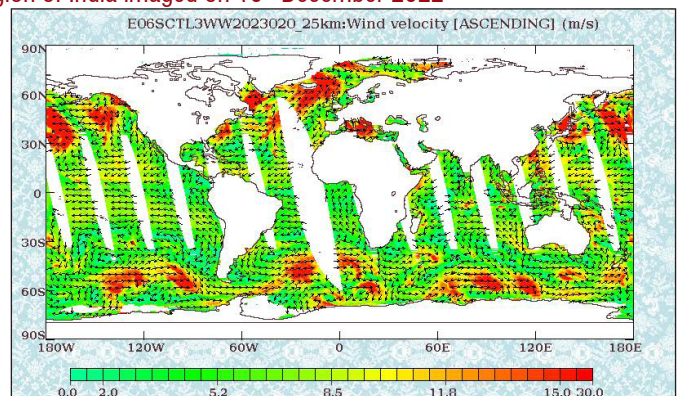 gion of India imaged on December 2022
E06SCTL3WW2023020_25km:Wind velocity [ASCENDING] (m/s)
90N
60N
30N
0
30S
60S
90S
180W 120W 60W 0 60E 120E 180E
0.0 2.0 5.2 8.5 11.8 15.0 30.0